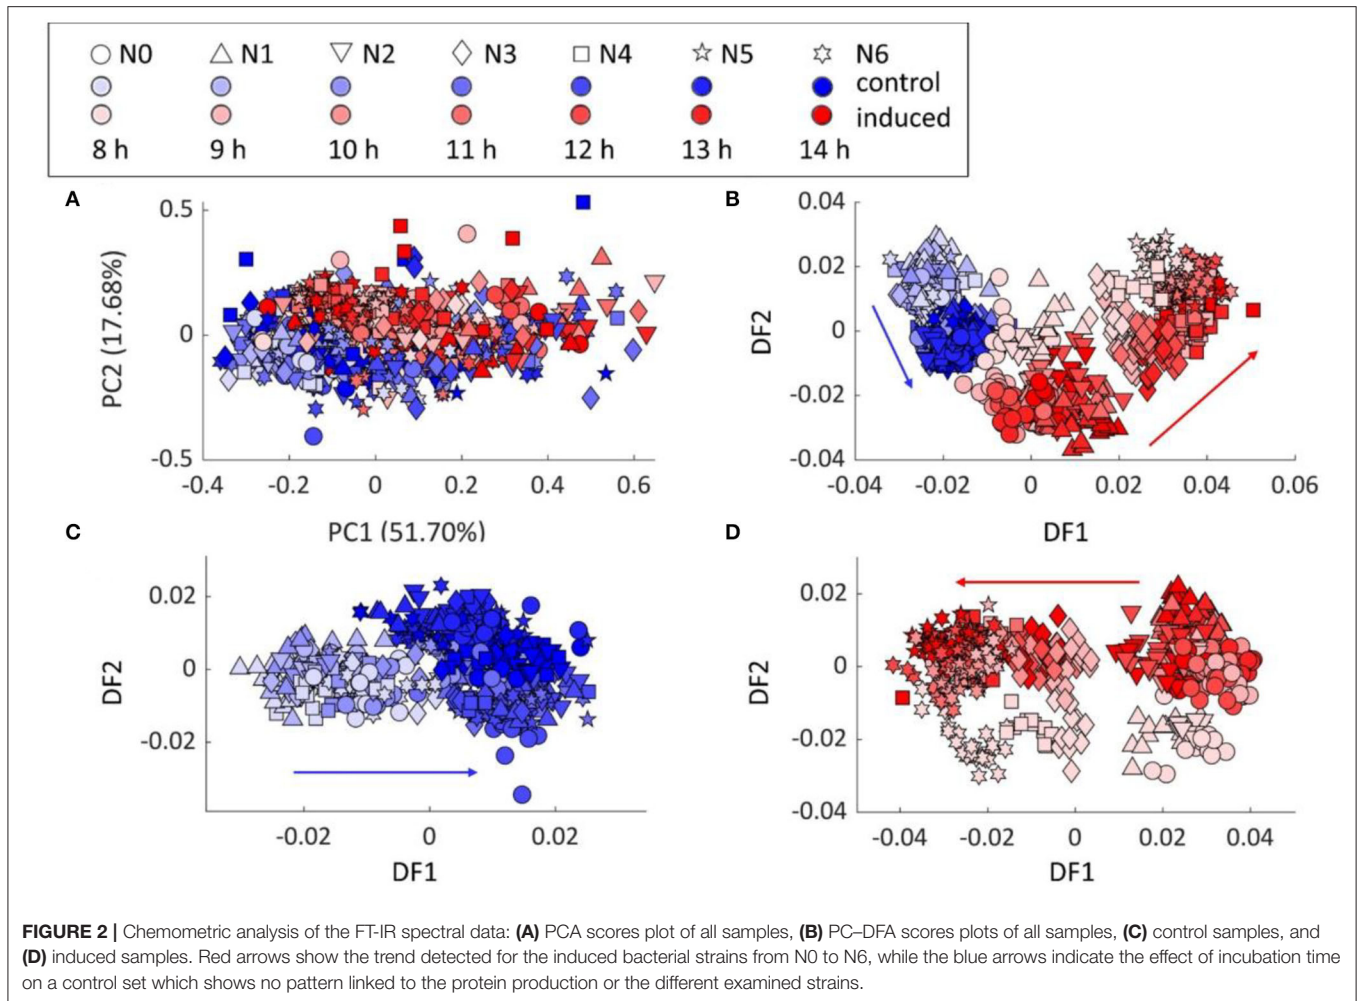 N0 N1 N2 N3 N4 N5 N6
control
induced
8 h 9 h 10 h 11 h 12 h 13 h 14 h
A
PC2 (17.68%)
0.5
0
-0.5
-0.4 -0.2 0 0.2 0.4 0.6
PC1 (51.70%)
B
DF2
0.04
0.02
0
-0.02
-0.04
-0.04 -0.02 0 0.02 0.04 0.06
DF1
C
DF2
0.02
0
-0.02
-0.02 0 0.02
DF1
D
DF2
0.02
0
-0.02
-0.04
-0.04 -0.02 0 0.02 0.04
DF1
FIGURE 2 | Chemometric analysis of the FT-IR spectral data: (A) PCA scores plot of all samples, (B) PC–DFA scores plots of all samples, (C) control samples, and
(D) induced samples. Red arrows show the trend detected for the induced bacterial strains from N0 to N6, while the blue arrows indicate the effect of incubation time
on a control set which shows no pattern linked to the protein production or the different examined strains.